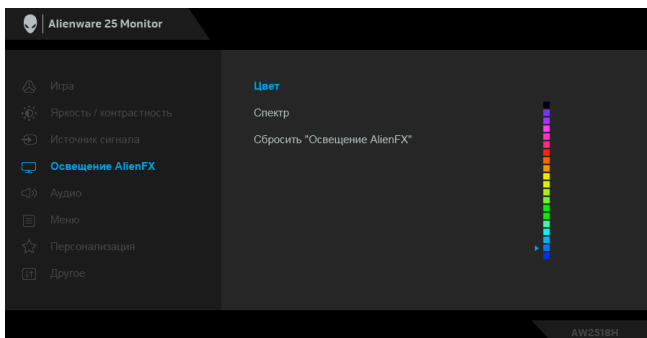 Alienware 25 Monitor
Игра
Яркость / контрастность
Источник сигнала
Освещение AlienFX
Аудио
Меню
Персонализация
Другое
Цвет
Спектр
Сбросить "Освещение AlienFX"
AW2518H